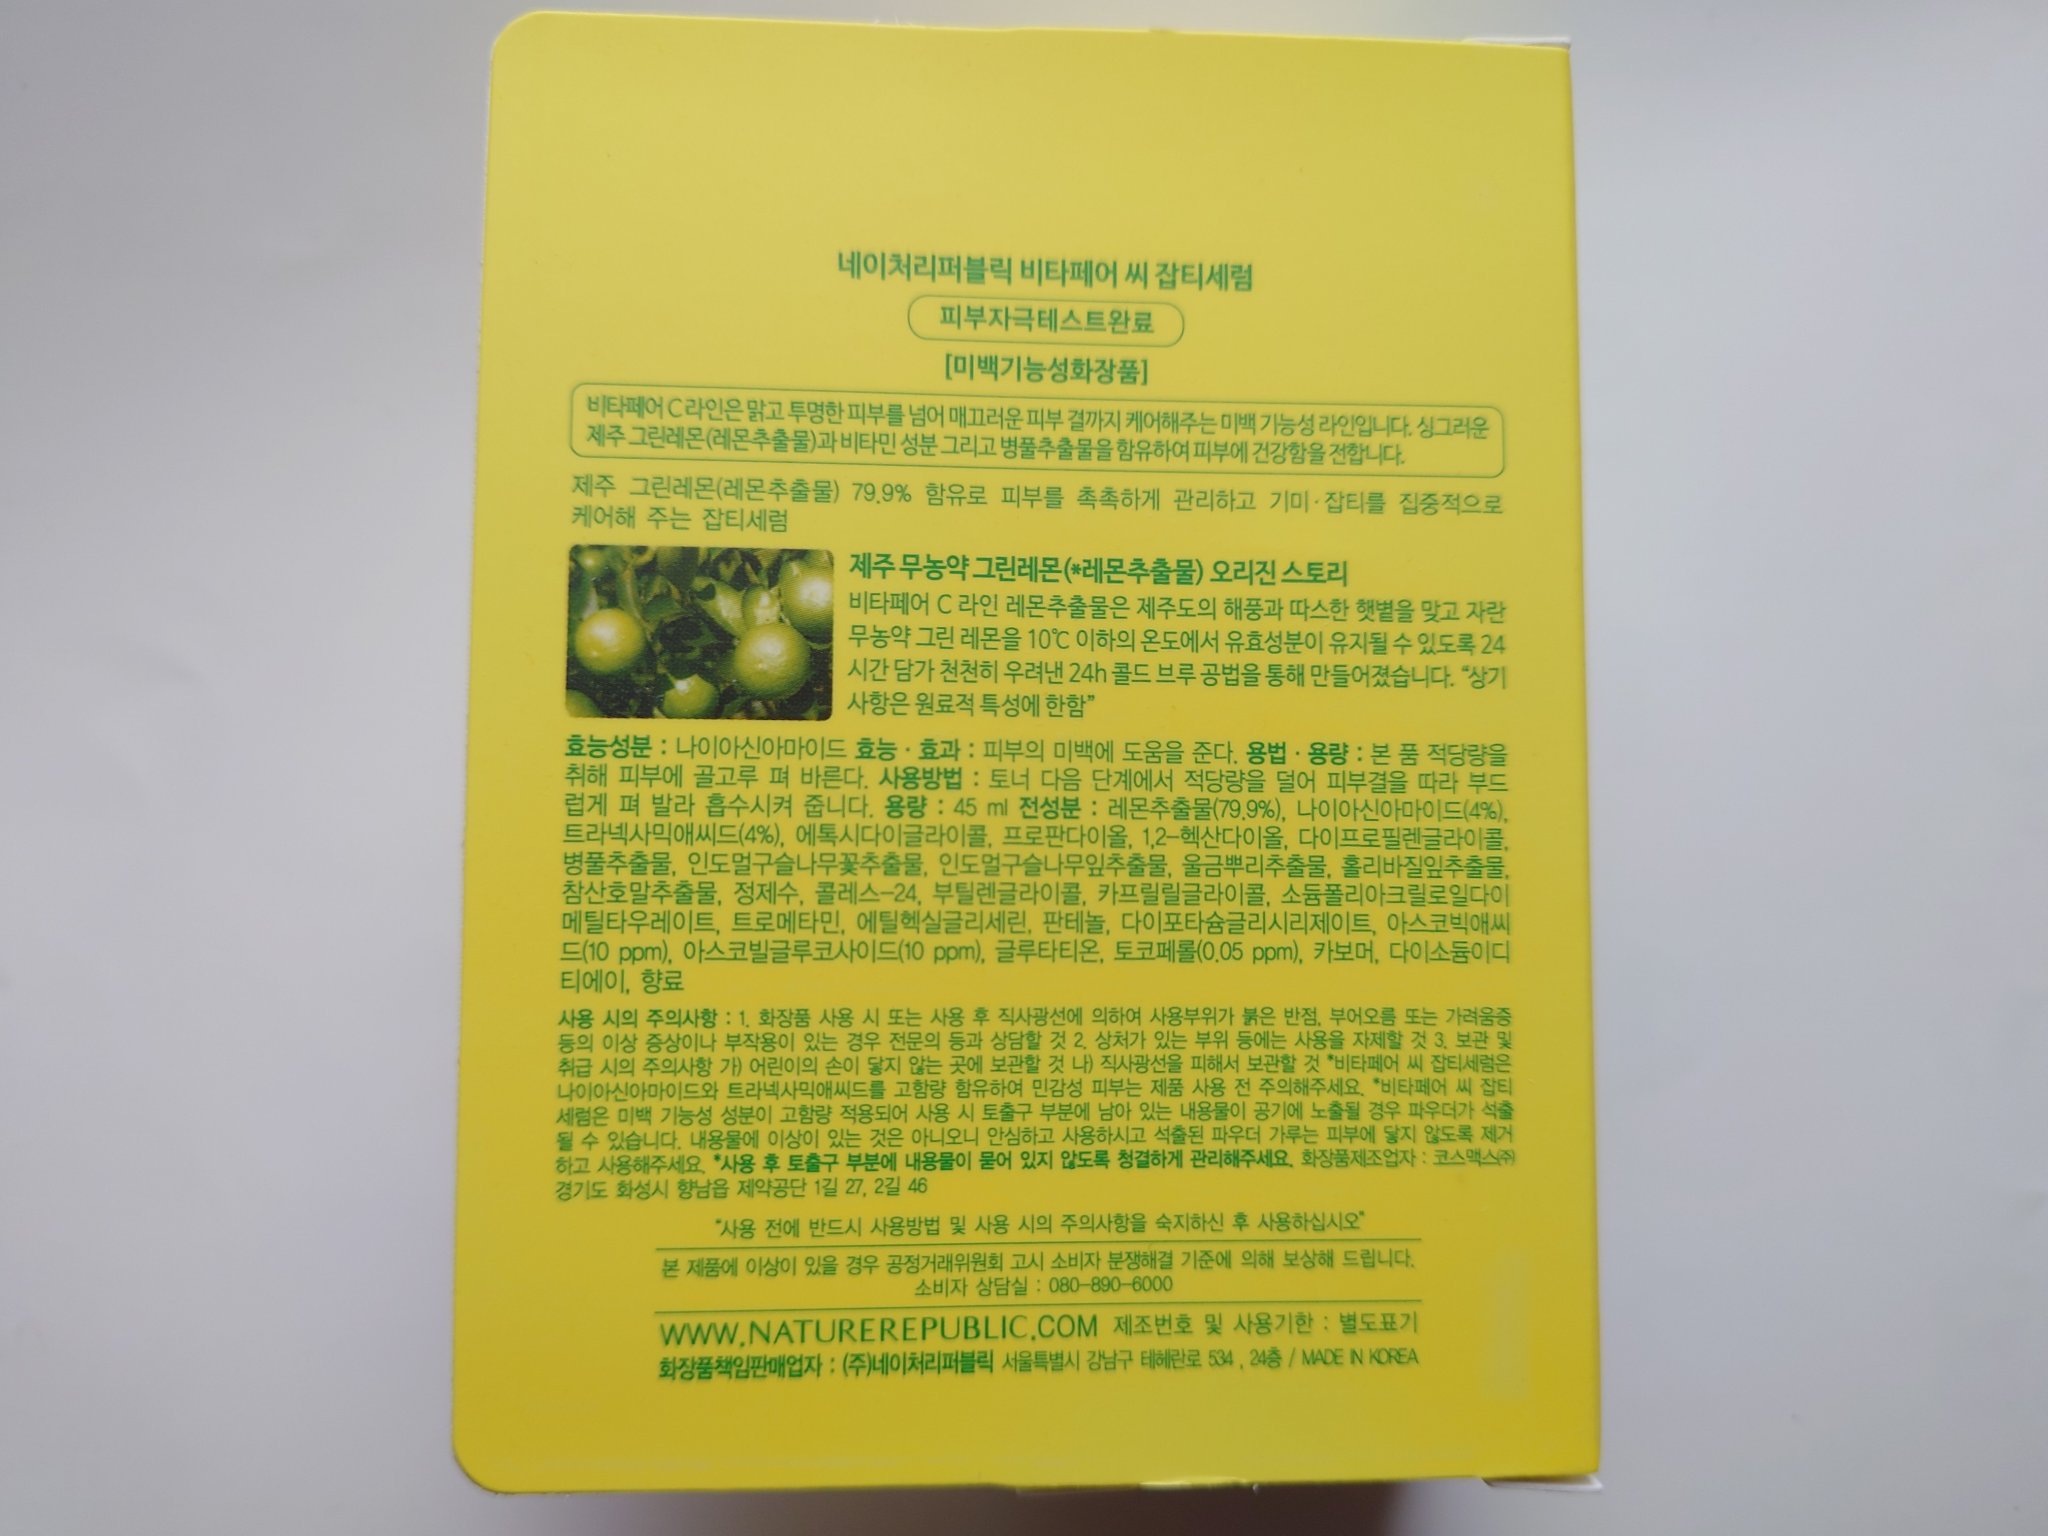 네이처리퍼블릭 비타페어 씨 잡티세럼
피부자극테스트완료
[미백기능성화장품]
비타페어 C 라인은 맑고 투명한 피부를 넘어 매끄러운 피부 결까지 케어해주는 미백 기능성 라인입니다. 싱그러운
제주 그린레몬(레몬추출물)과 비타민 성분 그리고 병풀추출물을 함유하여 피부에 건강함을 전합니다.
제주 그린레몬(레몬추출물) 79.9% 함유로 피부를 촉촉하게 관리하고 기미·잡티를 집중적으로
케어해 주는 잡티세럼
제주 무농약 그린레몬(*레몬추출물) 오리진 스토리
비타페어 C 라인 레몬추출물은 제주도의 해풍과 따스한 햇볕을 맞고 자란
무농약 그린 레몬을 10℃ 이하의 온도에서 유효성분이 유지될 수 있도록 24
시간 담가 천천히 우려낸 24h 콜드 브루 공법을 통해 만들어졌습니다. “상기
사항은 원료적 특성에 한함”
효능성분 : 나이아신아마이드 효능·효과 : 피부의 미백에 도움을 준다. 용법·용량 : 본 품 적당량을
취해 피부에 골고루 펴 바른다. 사용방법 : 토너 다음 단계에서 적당량을 덜어 피부결을 따라 부드
럽게 펴 발라 흡수시켜 줍니다. 용량 : 45 ml 전성분 : 레몬추출물(79.9%), 나이아신아마이드(4%),
트라넥사믹애씨드(4%), 에톡시다이글라이콜, 프로판다이올, 1,2-헥산다이올, 다이프로필렌글라이콜,
병풀추출물, 인도멀구슬나무꽃추출물, 인도멀구슬나무잎추출물, 울금뿌리추출물, 홀리바질잎추출물,
참산호말추출물, 정제수, 콜레스-24, 부틸렌글라이콜, 카프릴릴글라이콜, 소듐폴리아크릴로일다이
메틸타우레이트, 트로메타민, 에틸헥실글리세린, 판테놀, 다이포타슘글리시리제이트, 아스코빅애씨
드(10 ppm), 아스코빌글루코사이드(10 ppm), 글루타티온, 토코페롤(0.05 ppm), 카보머, 다이소듐이디
티에이, 향료
사용 시의 주의사항 : 1. 화장품 사용 시 또는 사용 후 직사광선에 의하여 사용부위가 붉은 반점, 부어오름 또는 가려움증
등의 이상 증상이나 부작용이 있는 경우 전문의 등과 상담할 것 2. 상처가 있는 부위 등에는 사용을 자제할 것 3. 보관 및
취급 시의 주의사항 가) 어린이의 손이 닿지 않는 곳에 보관할 것 나) 직사광선을 피해서 보관할 것 *비타페어 씨 잡티세럼은
나이아신아마이드와 트라넥사믹애씨드를 고함량 함유하여 민감성 피부는 제품 사용 전 주의해주세요. *비타페어 씨 잡티
세럼은 미백 기능성 성분이 고함량 적용되어 사용 시 토출구 부분에 남아 있는 내용물이 공기에 노출될 경우 파우더가 석출
될 수 있습니다. 내용물에 이상이 있는 것은 아니오니 안심하고 사용하시고 석출된 파우더 가루는 피부에 닿지 않도록 제거
하고 사용해주세요. *사용 후 토출구 부분에 내용물이 묻어 있지 않도록 청결하게 관리해주세요. 화장품제조업자 : 코스맥스㈜
경기도 화성시 향남읍 제약공단 1길 27, 2길 46
“사용 전에 반드시 사용방법 및 사용 시의 주의사항을 숙지하신 후 사용하십시오”
본 제품에 이상이 있을 경우 공정거래위원회 고시 소비자 분쟁해결 기준에 의해 보상해 드립니다.
소비자 상담실 : 080-890-6000
WWW.NATUREREPUBLIC.COM 제조번호 및 사용기한 : 별도표기
화장품책임판매업자 : (주)네이처리퍼블릭 서울특별시 강남구 테헤란로 534 , 24층 / MADE IN KOREA